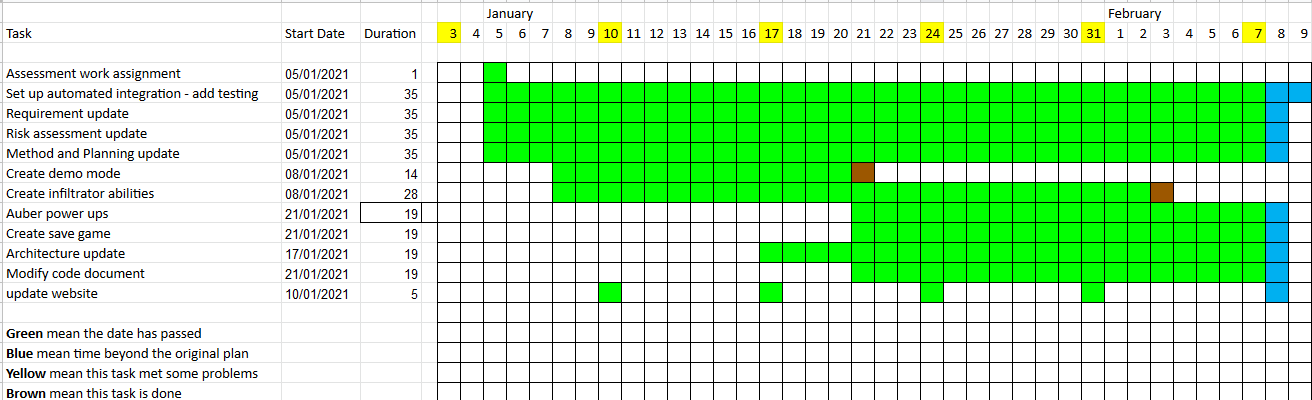 January February
Task Start Date Duration 3 4 5 6 7 8 9 10 11 12 13 14 15 16 17 18 19 20 21 22 23 24 25 26 27 28 29 30 31 1 2 3 4 5 6 7 8 9
Assessment work assignment 05/01/2021 1
Set up automated integration - add testing 05/01/2021 35
Requirement update 05/01/2021 35
Risk assessment update 05/01/2021 35
Method and Planning update 05/01/2021 35
Create demo mode 08/01/2021 14
Create infiltrator abilities 08/01/2021 28
Auber power ups 21/01/2021 19
Create save game 21/01/2021 19
Architecture update 17/01/2021 19
Modify code document 21/01/2021 19
update website 10/01/2021 5
Green mean the date has passed
Blue mean time beyond the original plan
Yellow mean this task met some problems
Brown mean this task is done